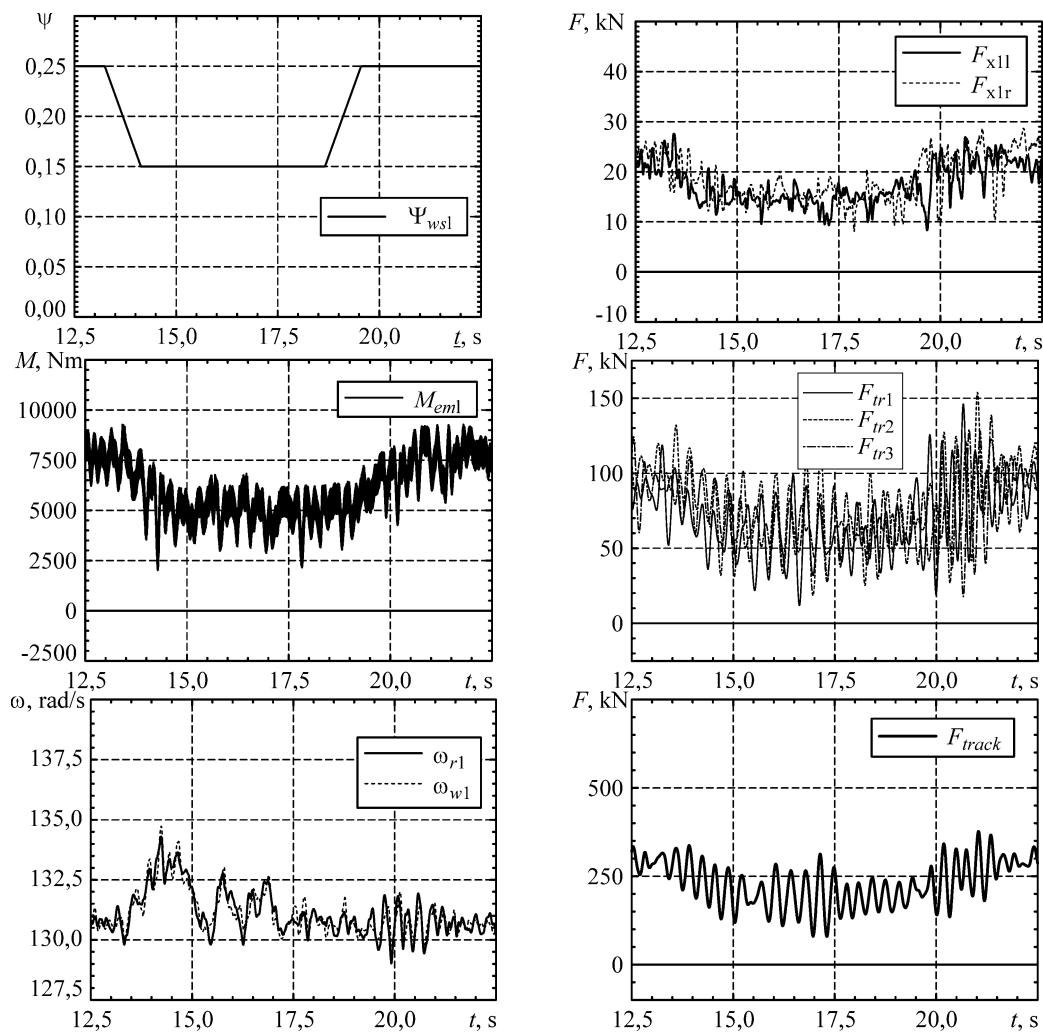 ψ
0,25
0,20
0,15
0,10
0,05
0,00
Ψwsl
12,5 15,0 17,5 20,0 t, s
F, kN
40
30
20
10
0
-10
Fx1l
Fx1r
12,5 15,0 17,5 20,0 t, s
M, Nm
10000
7500
5000
2500
0
-2500
Meml
12,5 15,0 17,5 20,0 t, s
F, kN
150
100
50
0
Ftr1
Ftr2
Ftr3
12,5 15,0 17,5 20,0 t, s
ω, rad/s
137,5
135,0
132,5
130,0
127,5
ωr1
ωw1
12,5 15,0 17,5 20,0 t, s
F, kN
500
250
0
Ftrack
12,5 15,0 17,5 20,0 t, s